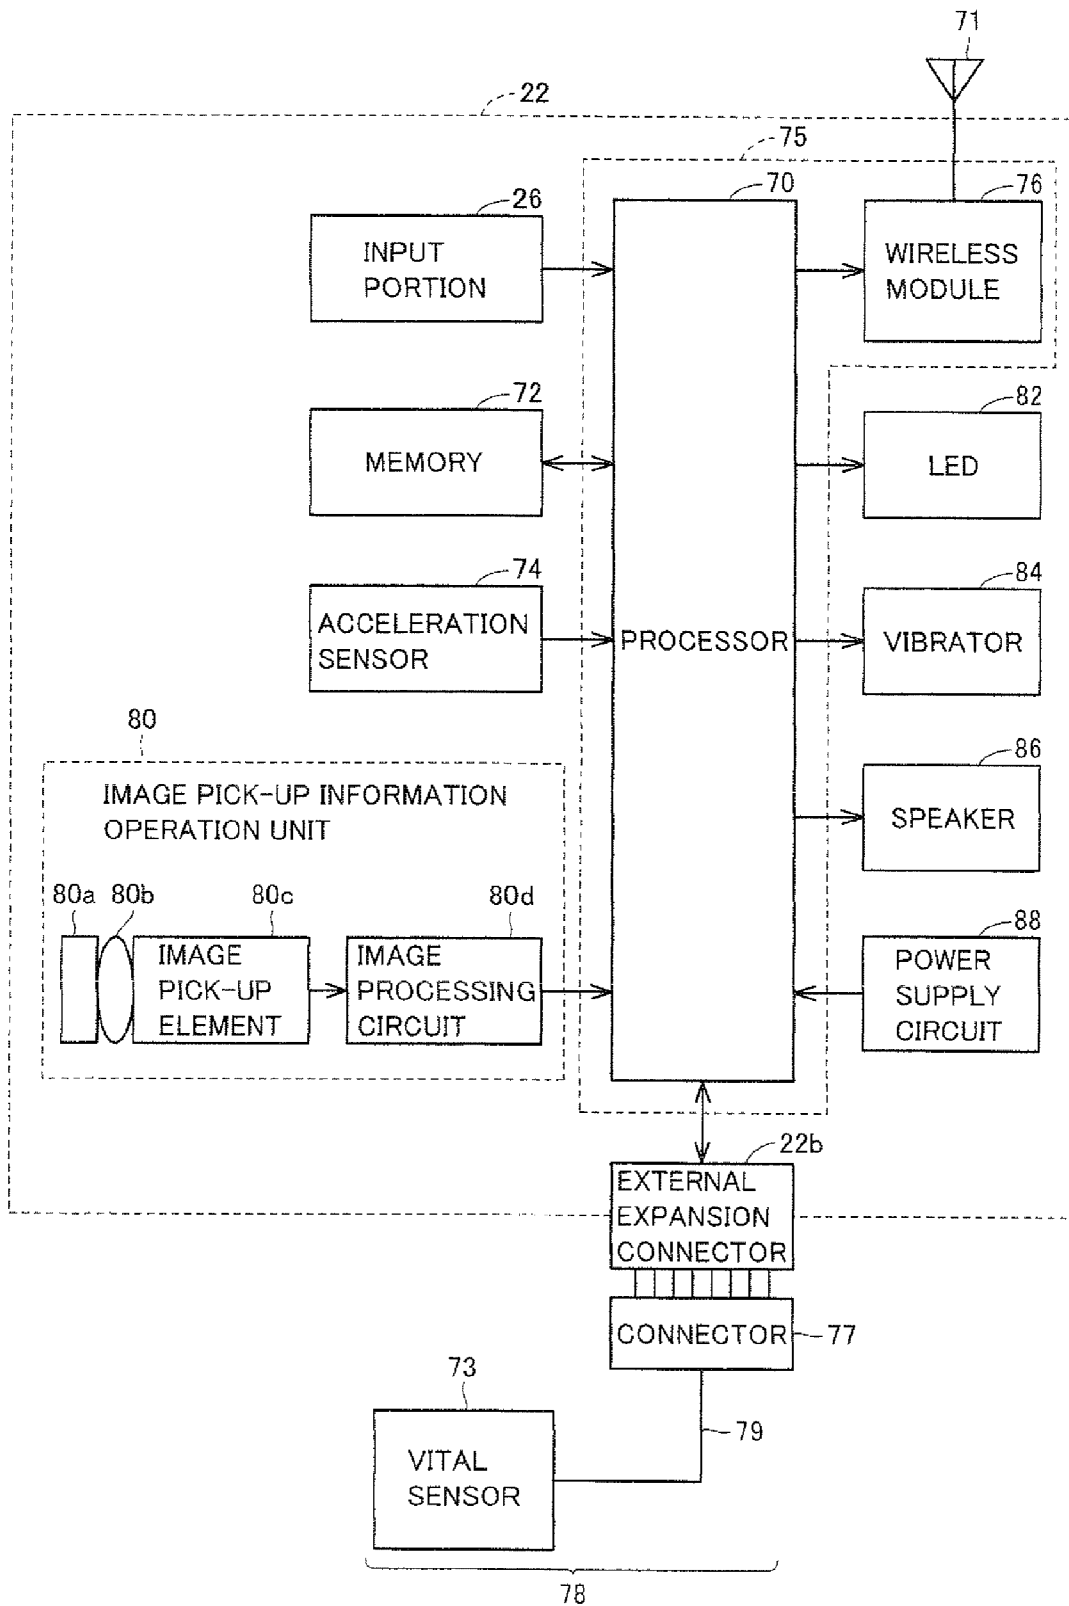 71
22
75
26
70
76
INPUT
PORTION
WIRELESS
MODULE
72
82
MEMORY
LED
74
84
ACCELERATION
SENSOR
PROCESSOR
VIBRATOR
80
86
IMAGE PICK-UP INFORMATION
OPERATION UNIT
SPEAKER
80a
80b
80c
80d
88
IMAGE
PICK-UP
ELEMENT
IMAGE
PROCESSING
CIRCUIT
POWER
SUPPLY
CIRCUIT
22b
EXTERNAL
EXPANSION
CONNECTOR
CONNECTOR
77
73
79
VITAL
SENSOR
78